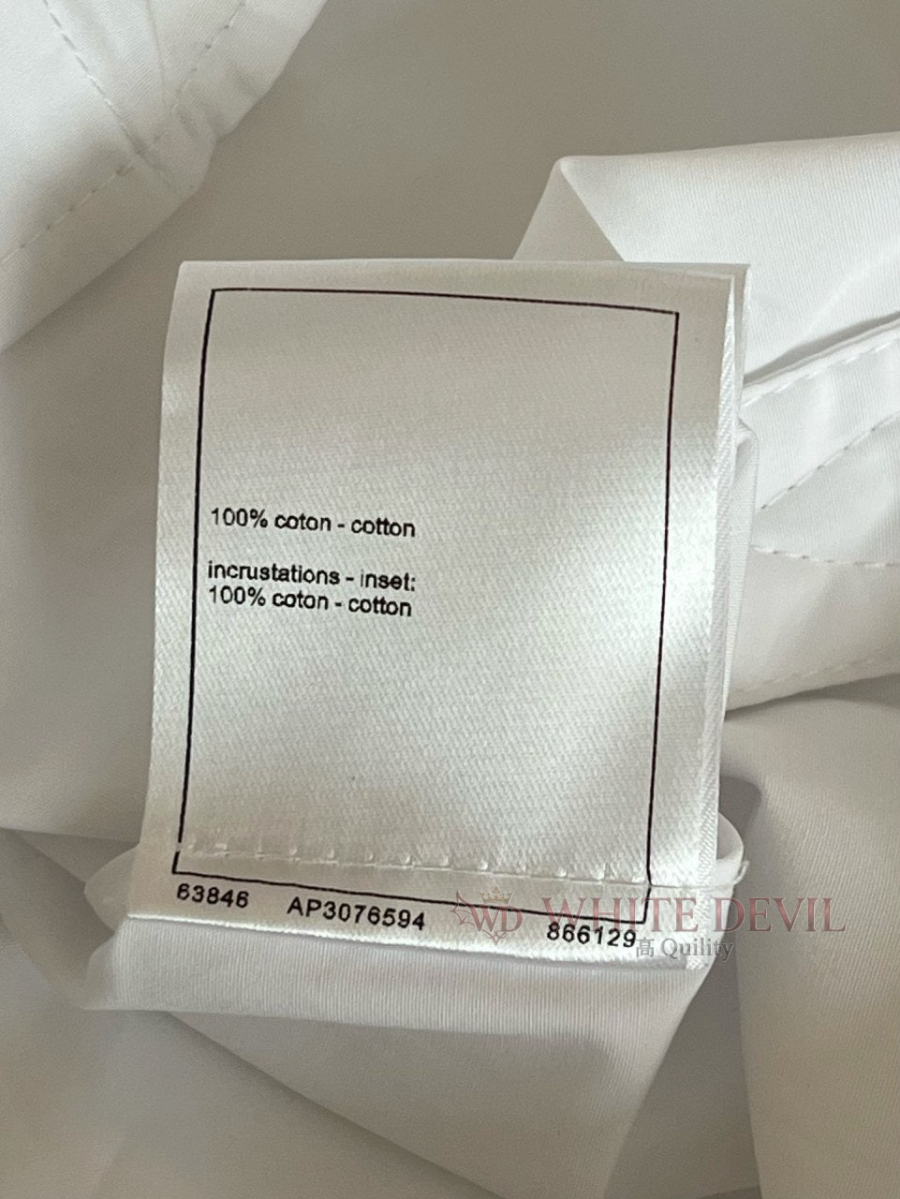 100% coton - cotton
incrustations - inset:
100% coton - cotton
63846 AP3076594 866129
WD WHITE DEVIL
高 Quility